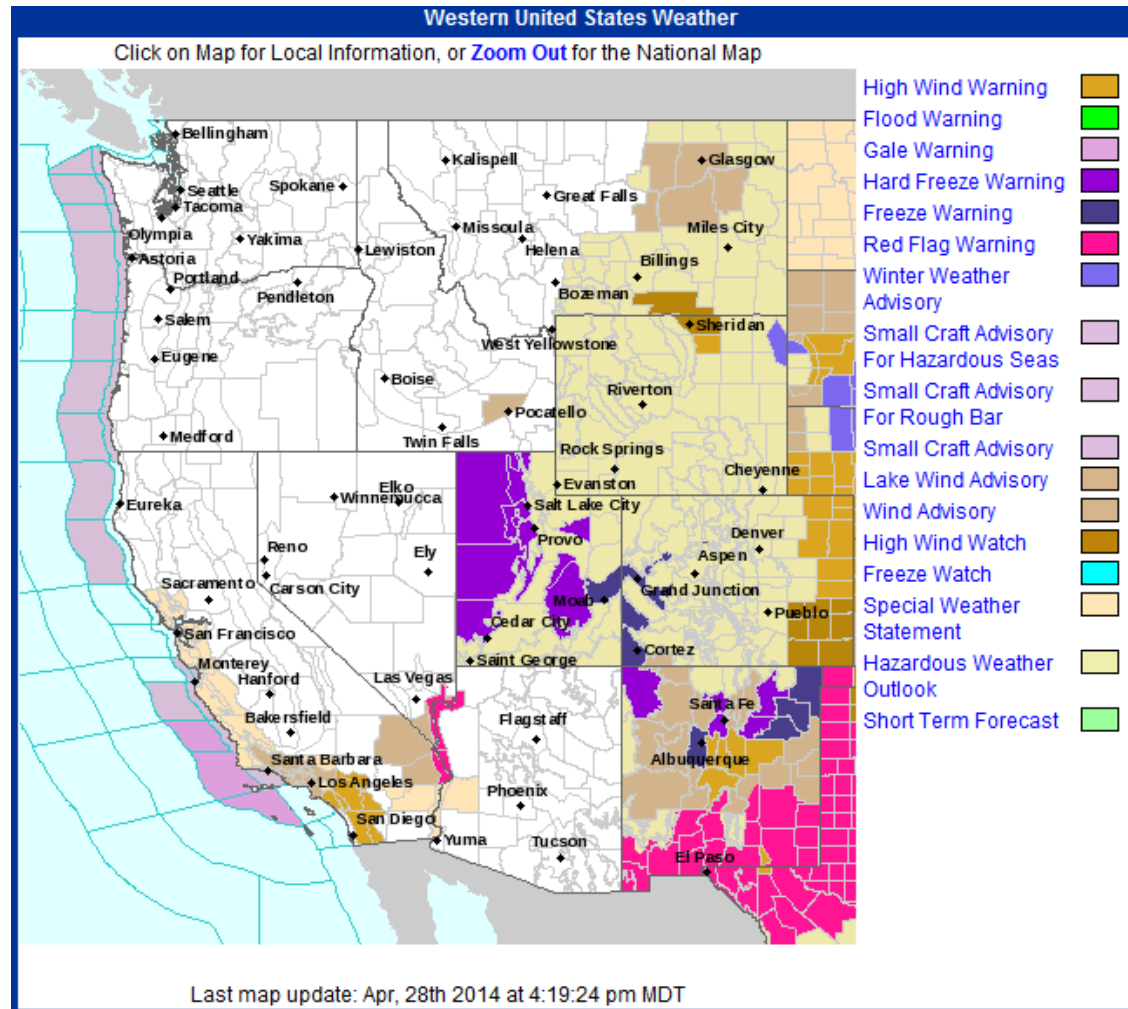 Western United States Weather
Click on Map for Local Information, or Zoom Out for the National Map
Bellingham
Kalispell
Glasgow
Seattle
Spokane
Great Falls
Tacoma
Olympia
Yakima
Missoula
Helena
Miles City
Lewiston
Astoria
Billings
Portland
Pendleton
Bozeman
Salem
Sheridan
West Yellowstone
Eugene
Boise
Riverton
Pocatello
Medford
Twin Falls
Rock Springs
Cheyenne
Evanston
Elko
Winnemucca
Eureka
Salt Lake City
Provo
Denver
Reno
Ely
Aspen
Sacramento
Carson City
Grand Junction
Moab
Pueblo
Cedar City
San Francisco
Cortez
Saint George
Monterey
Hanford
Las Vegas
Santa Fe
Bakersfield
Flagstaff
Albuquerque
Santa Barbara
Los Angeles
Phoenix
San Diego
Yuma
Tucson
El Paso
High Wind Warning
Flood Warning
Gale Warning
Hard Freeze Warning
Freeze Warning
Red Flag Warning
Winter Weather
Advisory
Small Craft Advisory
For Hazardous Seas
Small Craft Advisory
For Rough Bar
Small Craft Advisory
Lake Wind Advisory
Wind Advisory
High Wind Watch
Freeze Watch
Special Weather
Statement
Hazardous Weather
Outlook
Short Term Forecast
Last map update: Apr, 28th 2014 at 4:19:24 pm MDT